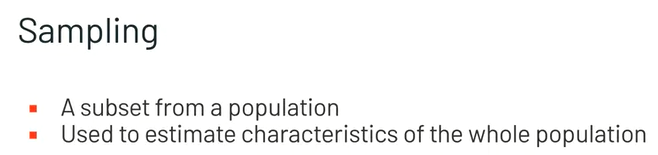 Sampling
▪ A subset from a population
▪ Used to estimate characteristics of the whole population